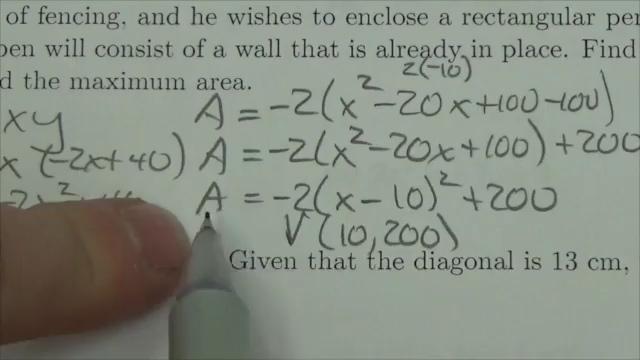 of fencing, and he wishes to enclose a rectangular
will consist of a wall that is already in place. Find
the maximum area.
2(-10)
xy A = -2(x² - 20x + 100 - 100)
x (-2x + 40) A = -2(x² - 20x + 100) + 200
A = -2(x - 10)² + 200
V (10, 200)
Given that the diagonal is 13 cm,